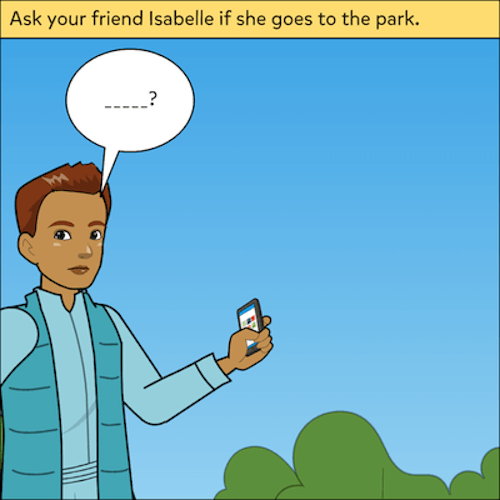 Ask your friend Isabelle if she goes to the park.
_____?